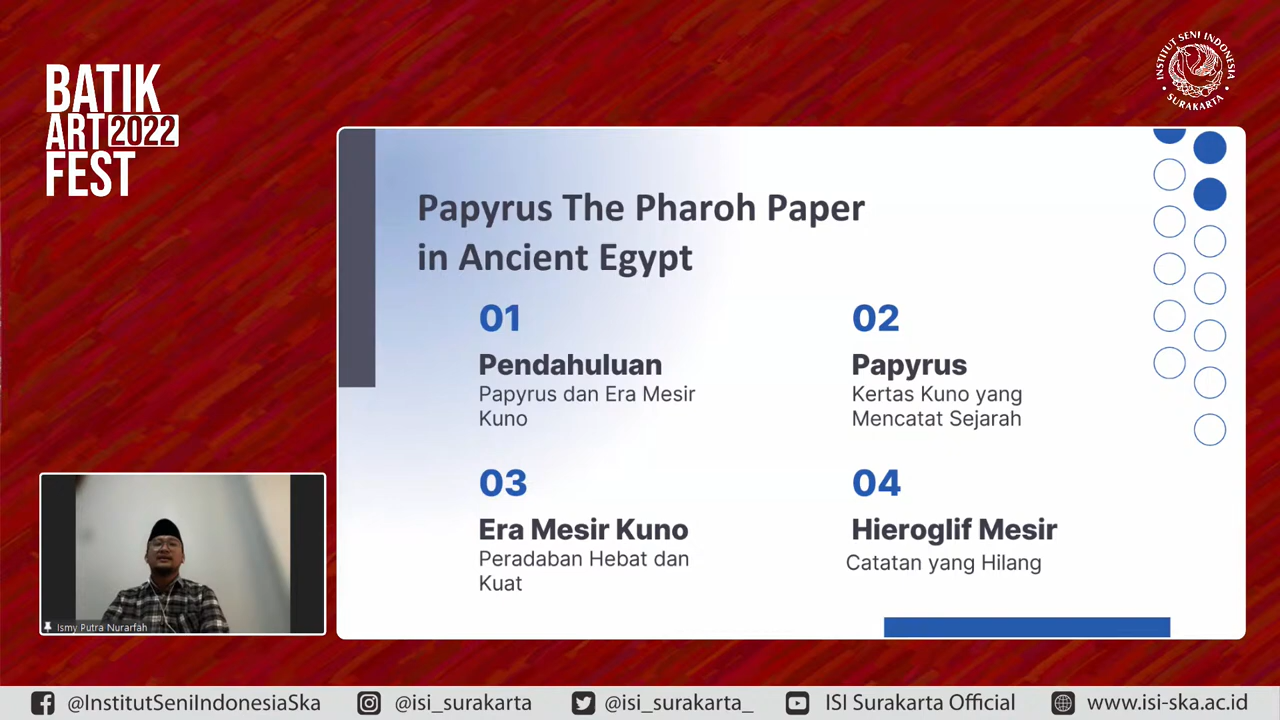 BATIK
ART 2022
FEST
INSTITUT SENI INDONESIA
• SURAKARTA •
Papyrus The Pharoh Paper
in Ancient Egypt
01
Pendahuluan
Papyrus dan Era Mesir
Kuno
02
Papyrus
Kertas Kuno yang
Mencatat Sejarah
03
Era Mesir Kuno
Peradaban Hebat dan
Kuat
04
Hieroglif Mesir
Catatan yang Hilang
Ismy Putra Nurarfah
@InstitutSeniIndonesiaSka
@isi_surakarta
@isi_surakarta_
ISI Surakarta Official
www.isi-ska.ac.id